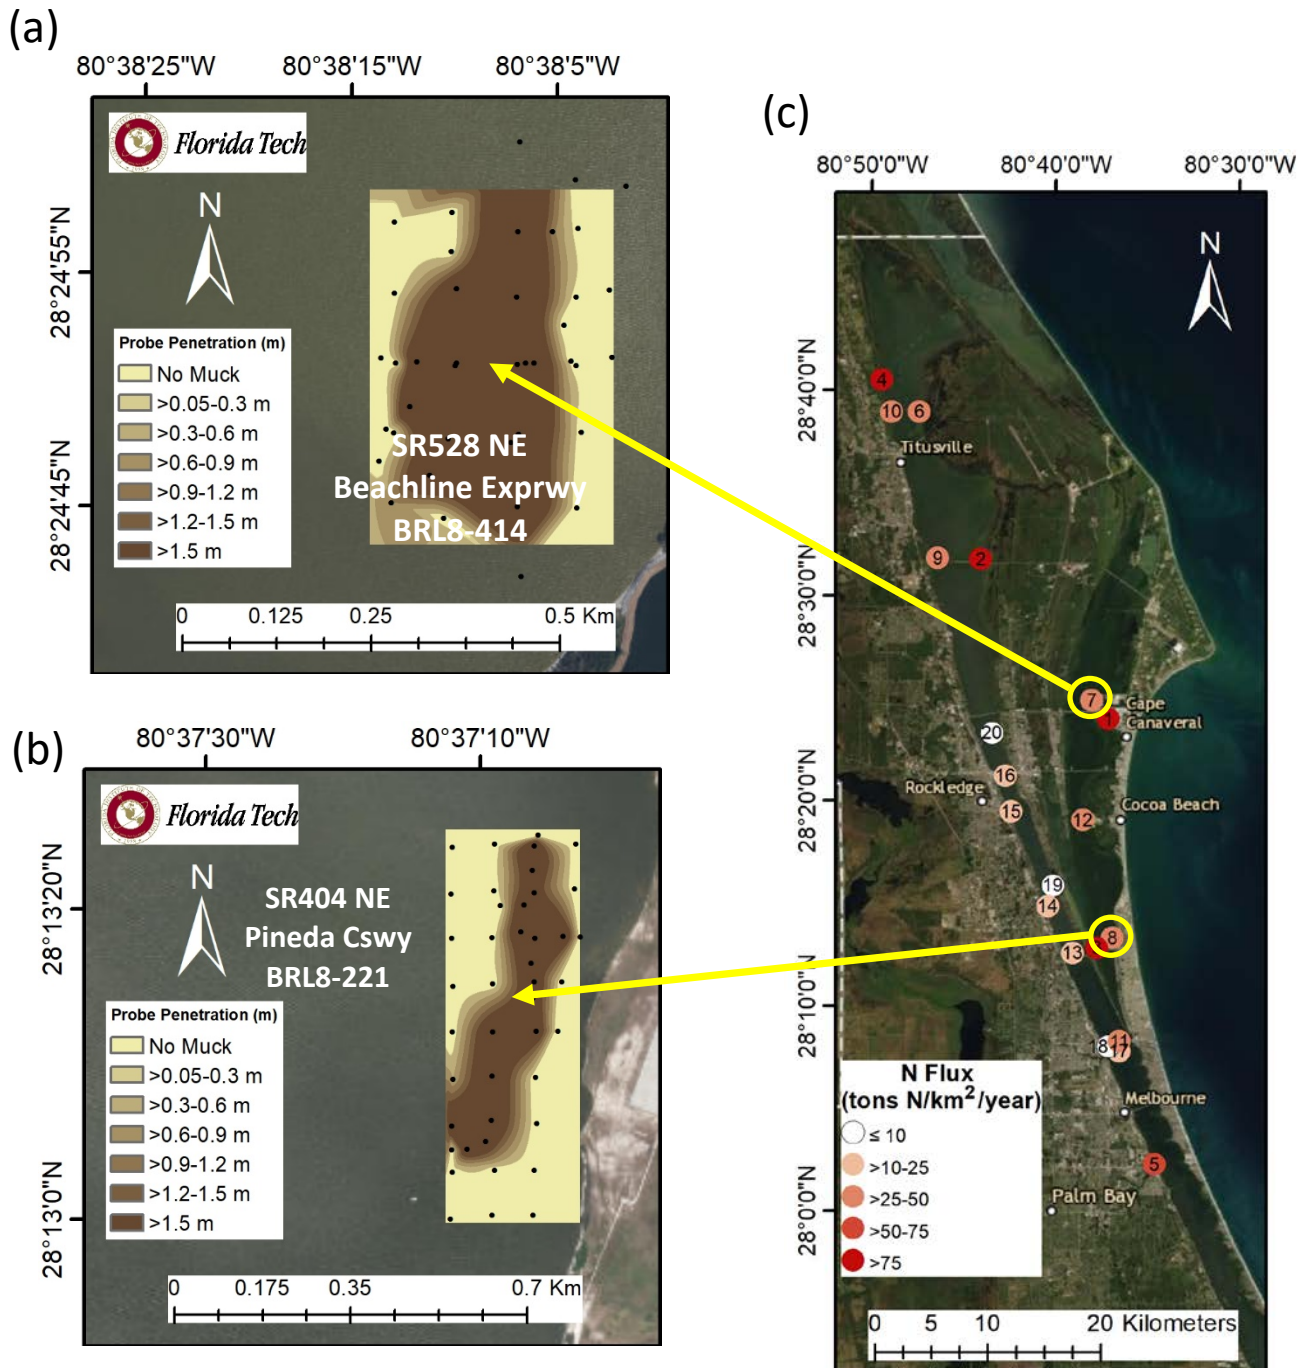 (a)
80°38'25"W 80°38'15"W 80°38'5"W
Florida Tech
N
28°24'55"N
28°24'45"N
Probe Penetration (m)
No Muck
>0.05-0.3 m
>0.3-0.6 m
>0.6-0.9 m
>0.9-1.2 m
>1.2-1.5 m
>1.5 m
SR528 NE
Beachline Exprwy
BRL8-414
0 0.125 0.25 0.5 Km
(b)
80°37'30"W 80°37'10"W
Florida Tech
N
28°13'20"N
28°13'0"N
SR404 NE
Pineda Cswy
BRL8-221
Probe Penetration (m)
No Muck
>0.05-0.3 m
>0.3-0.6 m
>0.6-0.9 m
>0.9-1.2 m
>1.2-1.5 m
>1.5 m
0 0.175 0.35 0.7 Km
(c)
80°50'0"W 80°40'0"W 80°30'0"W
N
28°40'0"N
28°30'0"N
28°20'0"N
28°10'0"N
28°0'0"N
4
10 6
Titusville
9 2
7
1
Cape
Canaveral
20
16
Rockledge
15
12
Cocoa Beach
19
14
8
13
11
18
17
Melbourne
5
Palm Bay
N Flux
(tons N/km²/year)
≤ 10
>10-25
>25-50
>50-75
>75
0 5 10 20 Kilometers